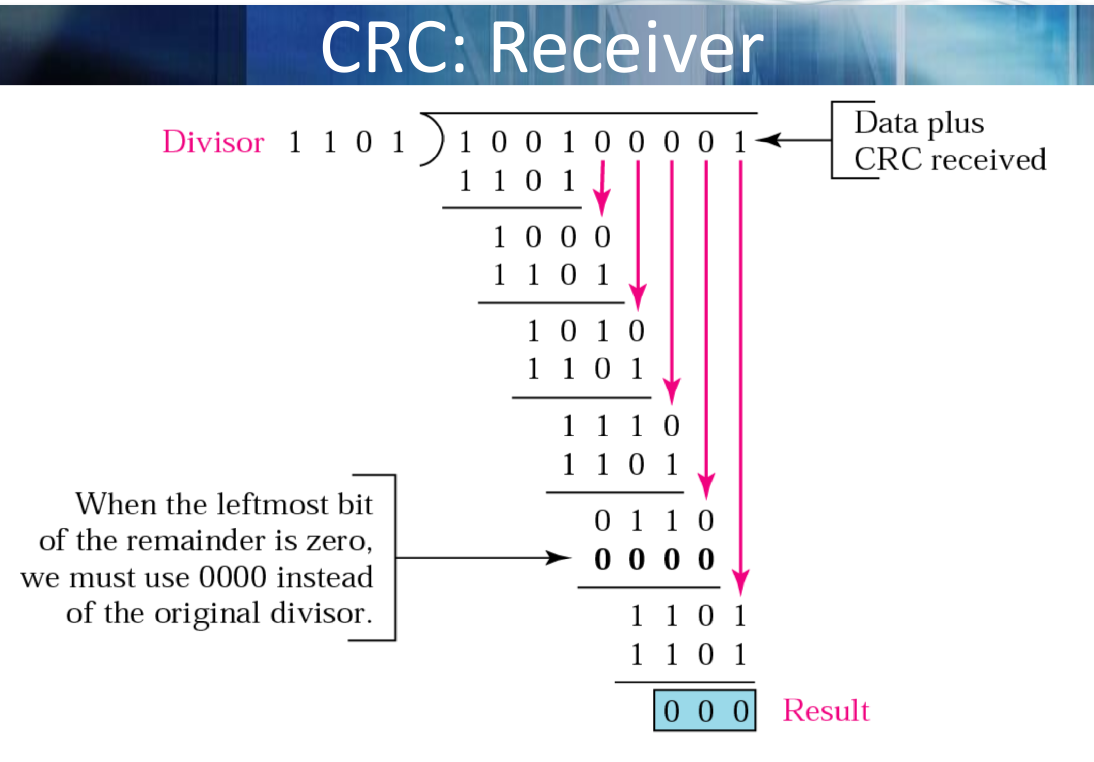 CRC: Receiver
Divisor 1 1 0 1 ) 1 0 0 1 0 0 0 0 1
Data plus
CRC received
1 1 0 1
1 0 0 0
1 1 0 1
1 0 1 0
1 1 0 1
1 1 1 0
1 1 0 1
When the leftmost bit
of the remainder is zero,
we must use 0000 instead
of the original divisor.
0 1 1 0
0 0 0 0
1 1 0 1
1 1 0 1
0 0 0 Result